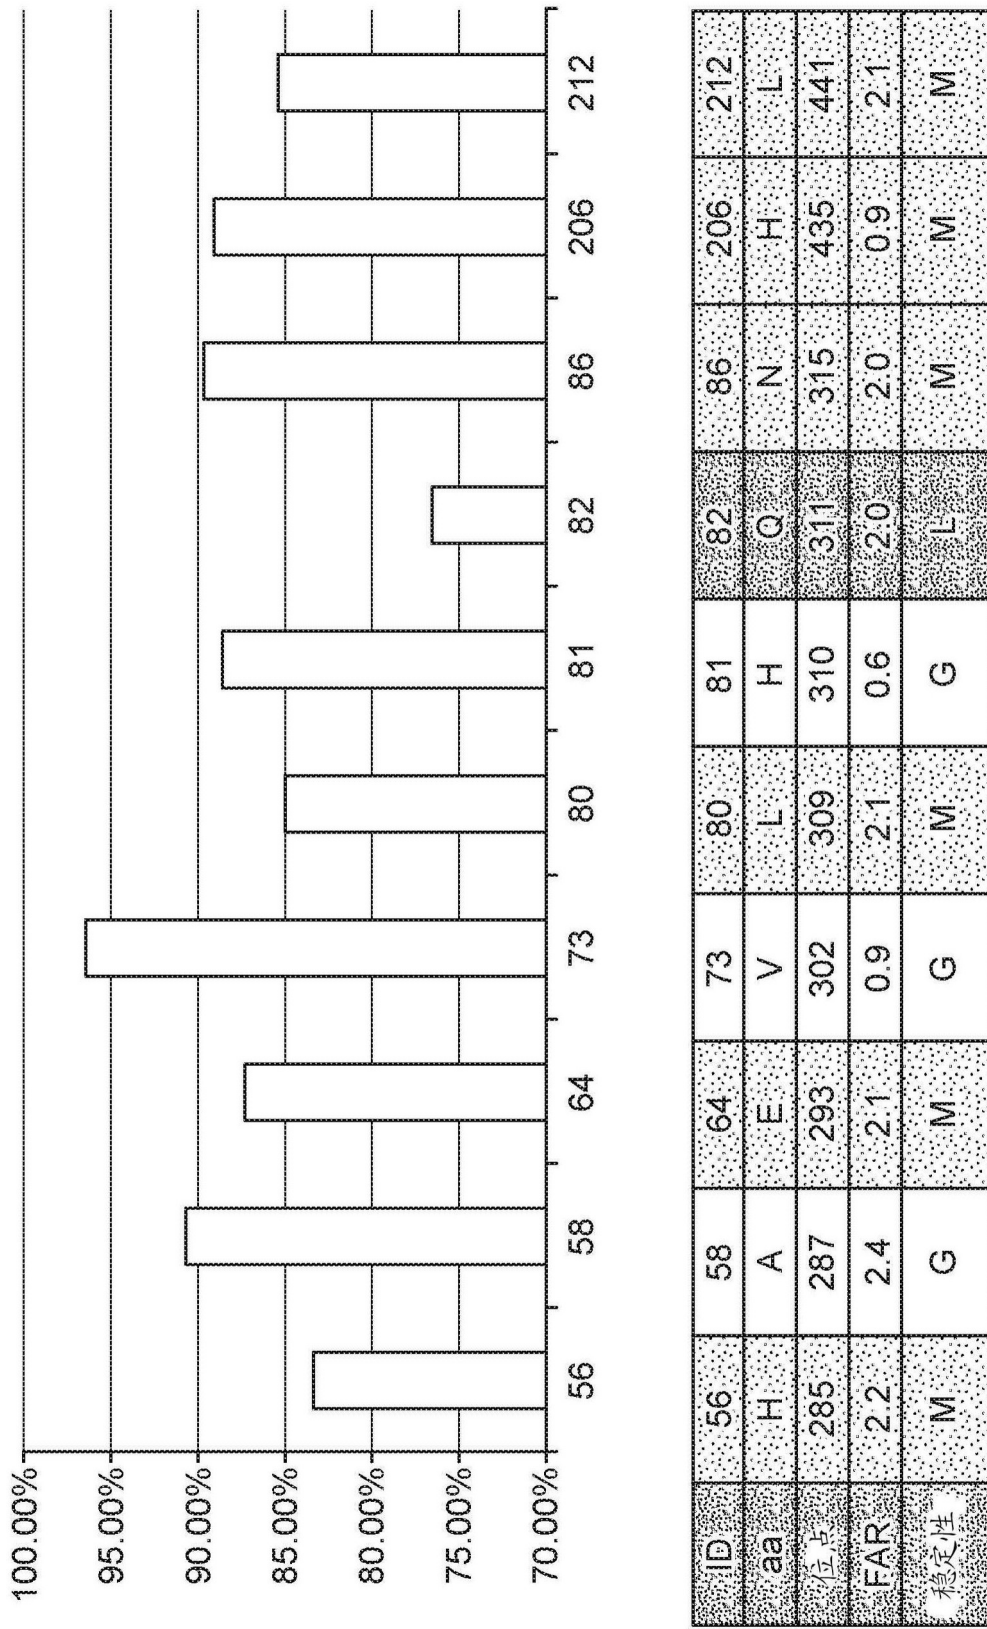 100.00%
95.00%
90.00%
85.00%
80.00%
75.00%
70.00%
56 58 64 73 80 81 82 86 206 212
ID 56 58 64 73 80 81 82 86 206 212
aa H A E V L H Q N H L
位点 285 287 293 302 309 310 311 315 435 441
FAR 2.2 2.4 2.1 0.9 2.1 0.6 2.0 2.0 0.9 2.1
稳定性 M G M G M G L M M M